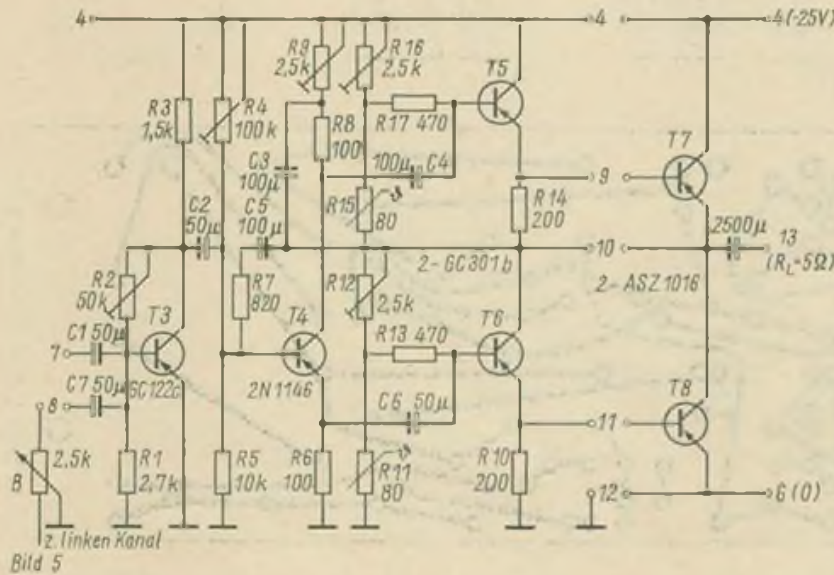 4
4
4(-25V)
R9
2,5k
R16
2,5k
T5
R3
1,5k
R4
100k
R8
100
R17 470
T7
C3
100µ
100µ
C4
9
C2
50µ
C5
100µ
R15
80
R14
200
2500µ
10
13
(R_L=5Ω)
R2
50k
R7
820
R12
2,5k
2-GC301b
2-ASZ1016
C1 50µ
T3
T4
R13 470
T6
7
C7 50µ
GC122c
2N1146
T8
8
C6
50µ
11
2,5k
B
R1
2,7k
R5
10k
R6
100
R11
80
R10
200
12
6(0)
z. linken Kanal
Bild 5